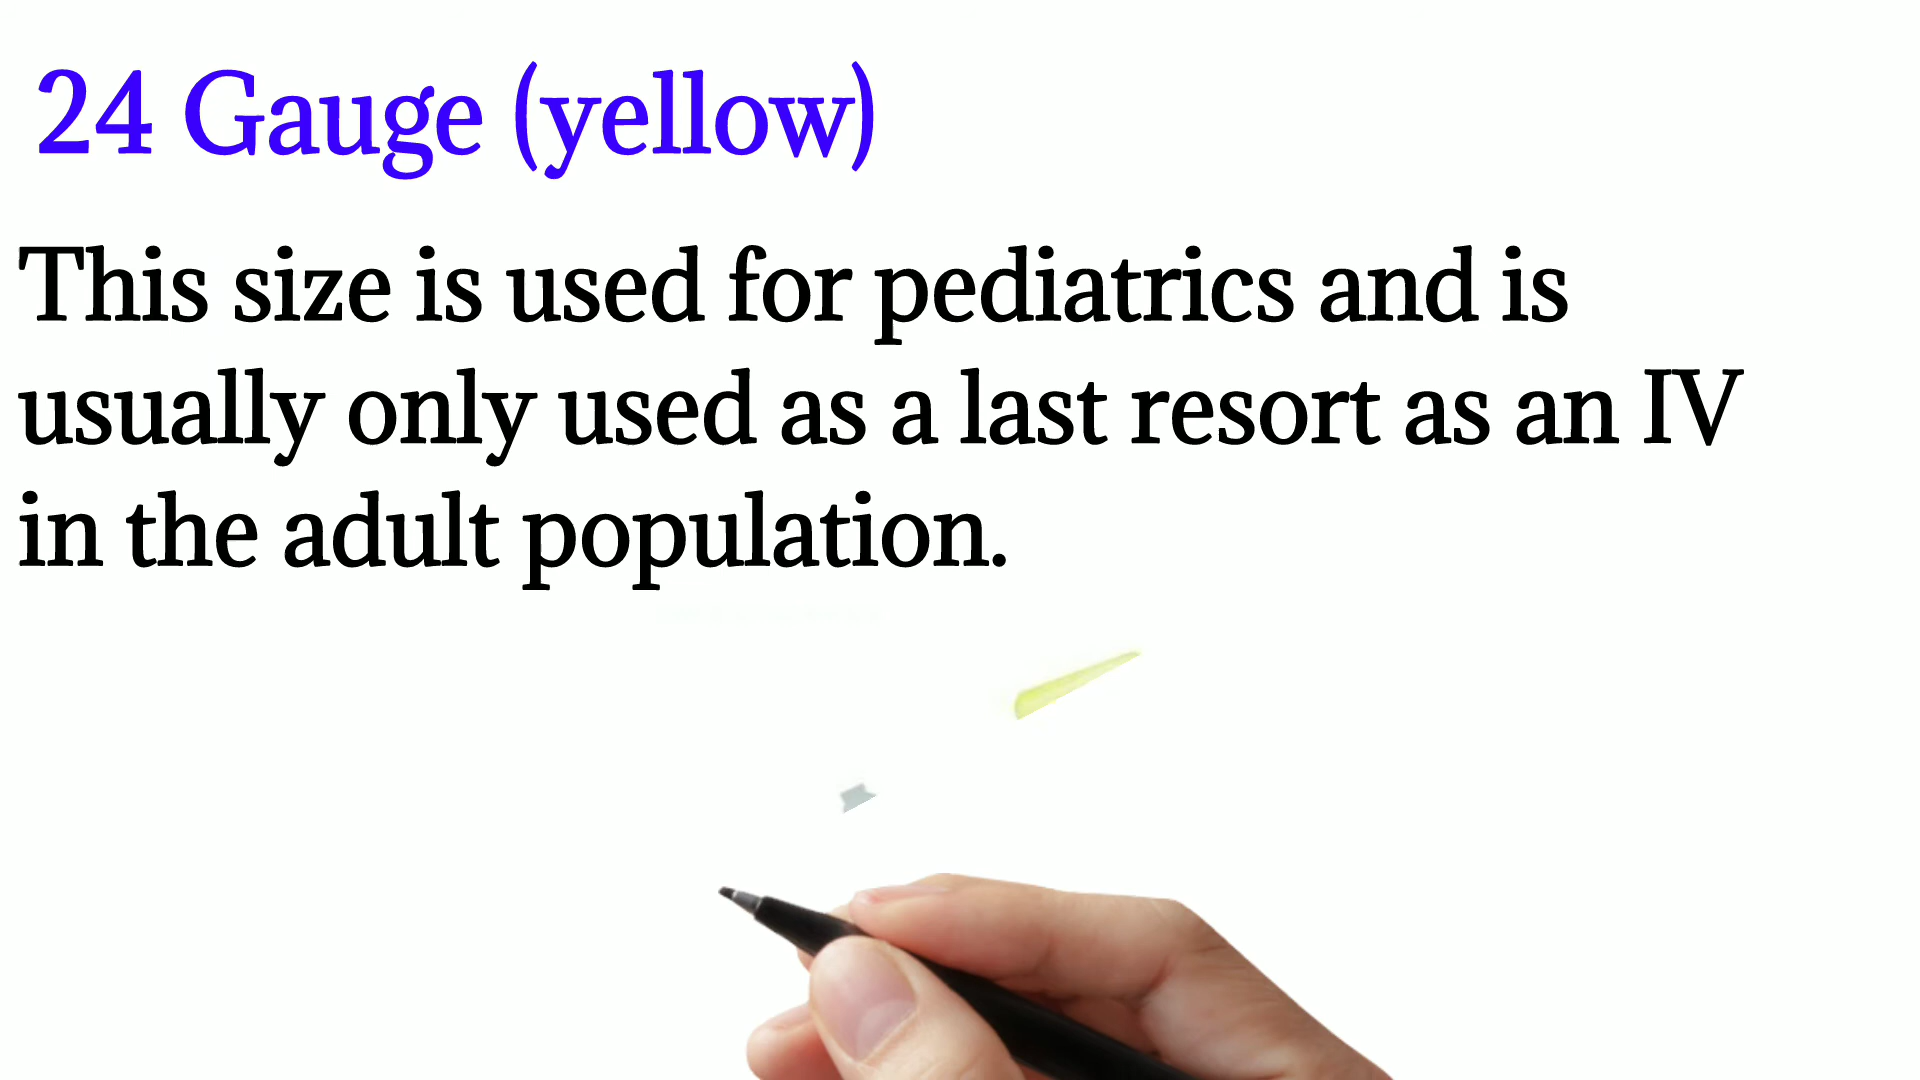 24 Gauge (yellow)
This size is used for pediatrics and is
usually only used as a last resort as an IV
in the adult population.